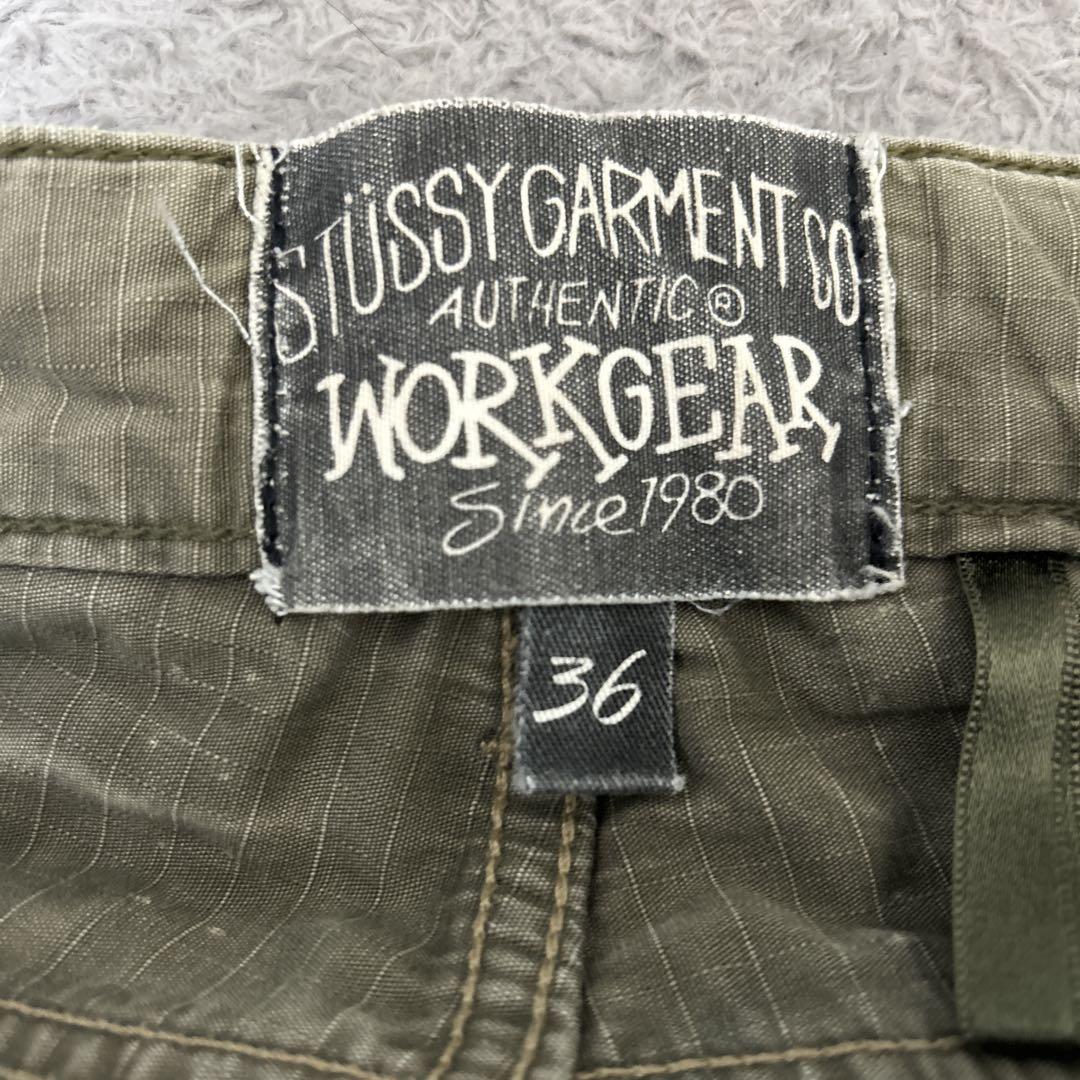 STÜSSY GARMENT CO
AUTHENTIC®
WORKGEAR
Since 1980
36